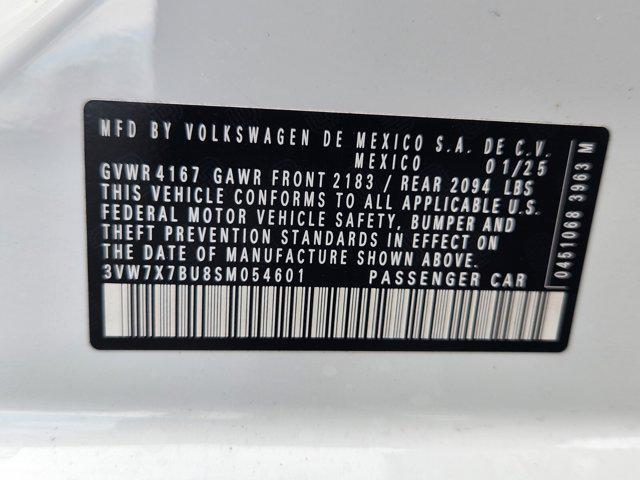 MFD BY VOLKSWAGEN DE MEXICO S.A. DE C.V.
MEXICO 01/25
GVWR 4167 GAWR FRONT 2183 / REAR 2094 LBS
THIS VEHICLE CONFORMS TO ALL APPLICABLE U.S.
FEDERAL MOTOR VEHICLE SAFETY, BUMPER AND
THEFT PREVENTION STANDARDS IN EFFECT ON
THE DATE OF MANUFACTURE SHOWN ABOVE.
3VW7X7BU8SM054601 PASSENGER CAR
0451068 3963 M